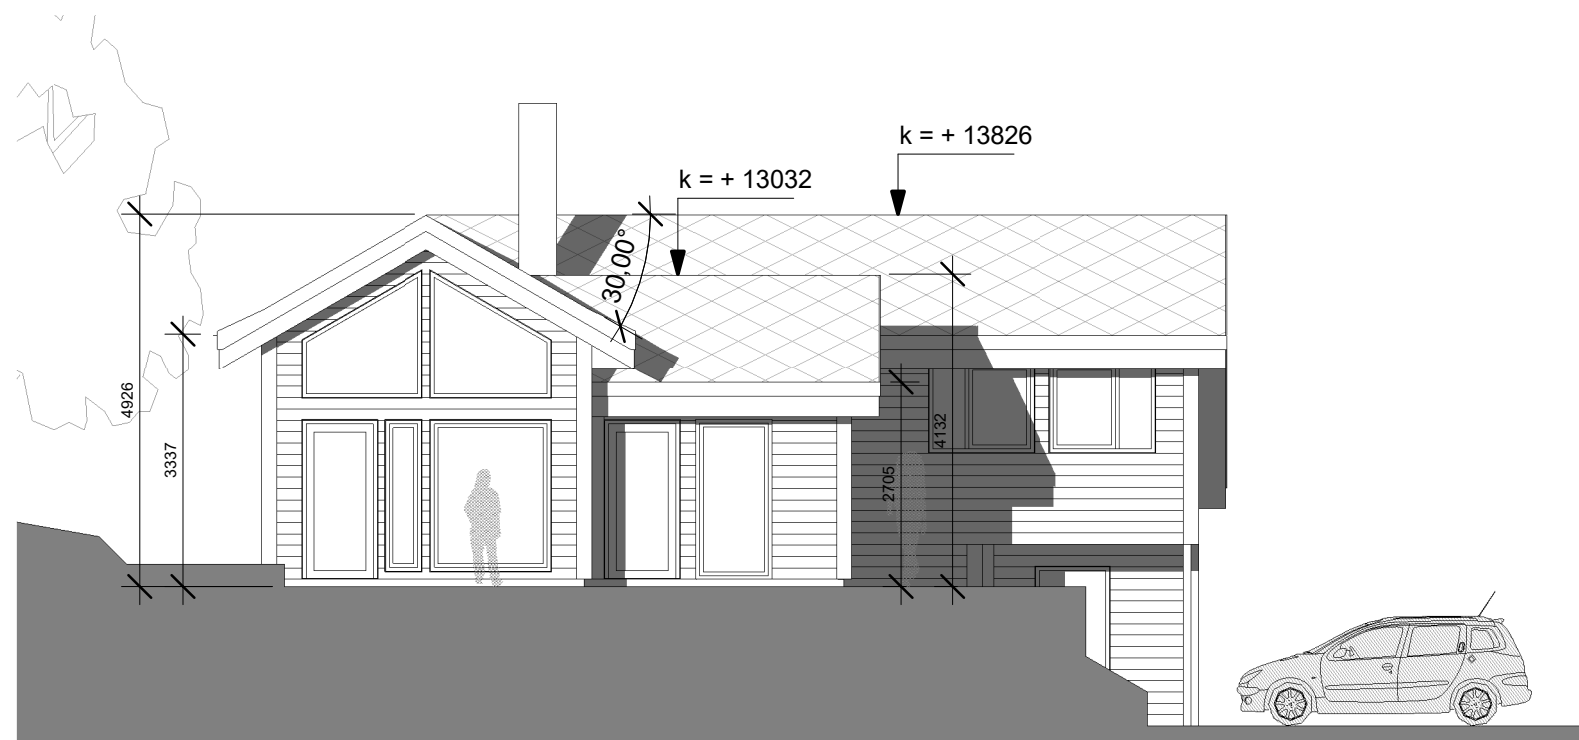 k = + 13826
k = + 13032
30,00°
4926
3337
4132
2705